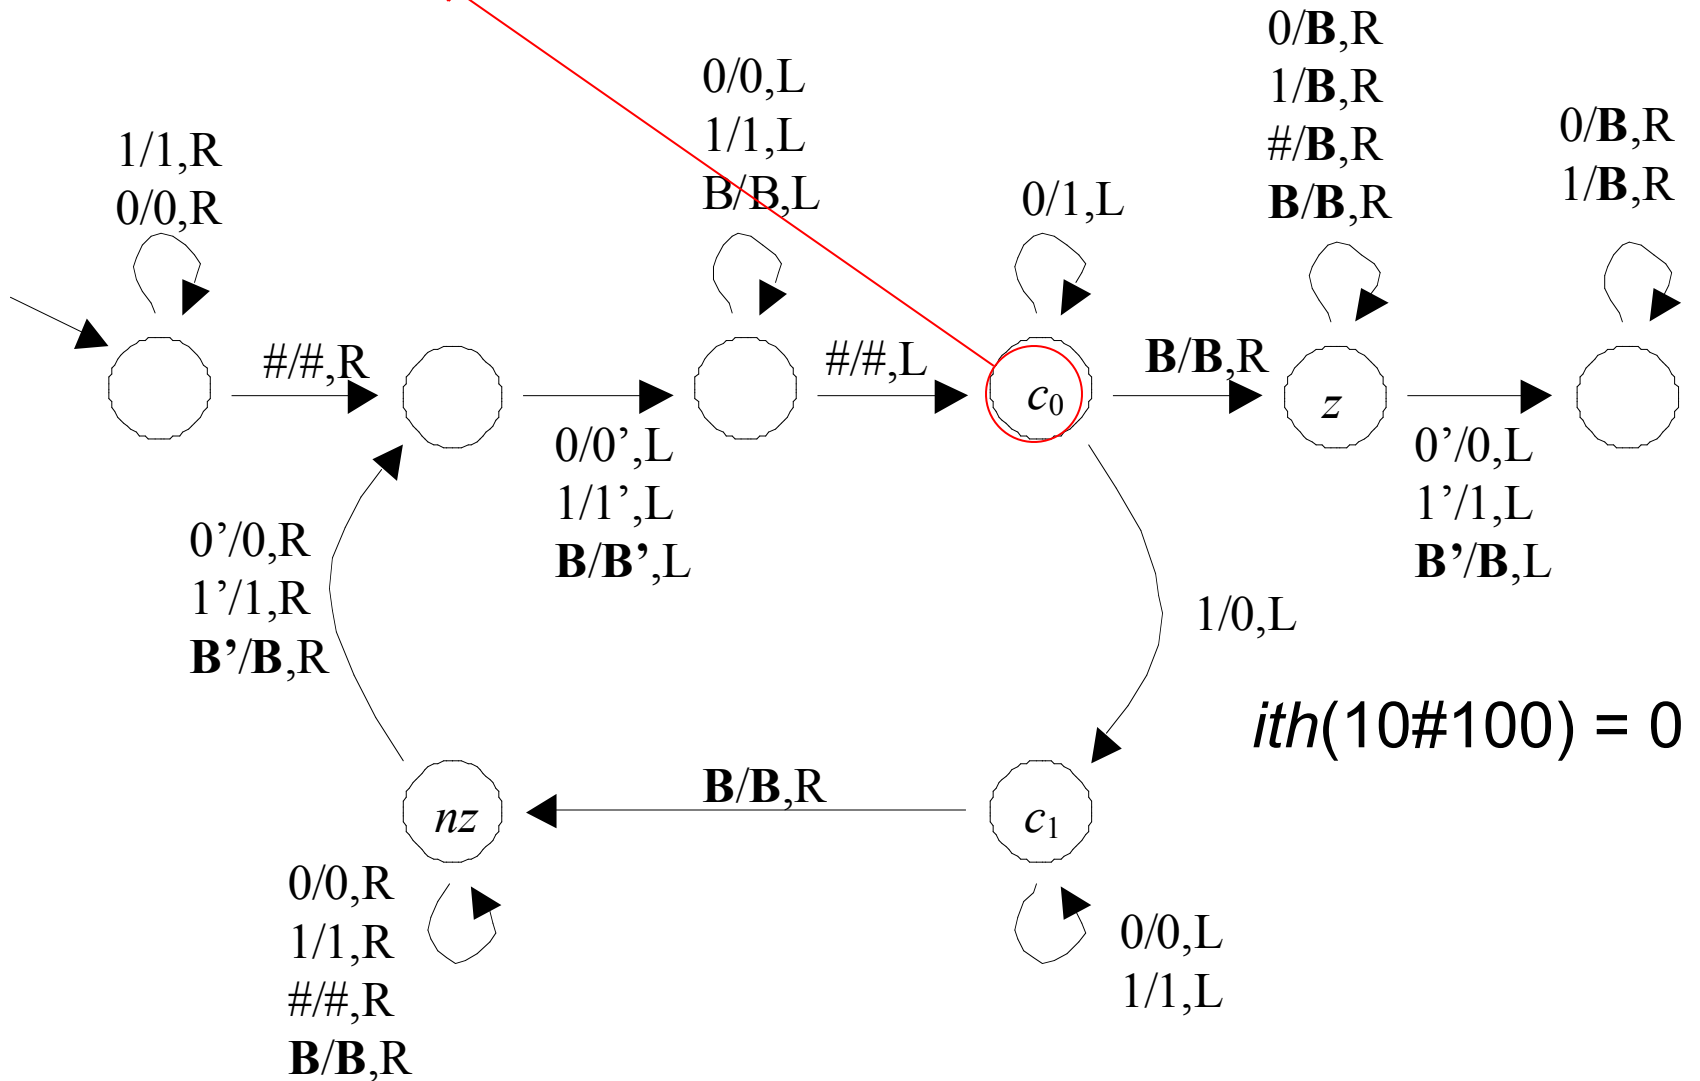 0/B,R
1/B,R
#/B,R
B/B,R
0/0,L
1/1,L
B/B,L
0/B,R
1/B,R
1/1,R
0/0,R
0/1,L
#/#,R
#/#,L
B/B,R
c0
z
0/0’,L
1/1’,L
B/B’,L
0’/0,L
1’/1,L
B’/B,L
0’/0,R
1’/1,R
B’/B,R
1/0,L
ith(10#100) = 0
B/B,R
nz
c1
0/0,R
1/1,R
#/#,R
B/B,R
0/0,L
1/1,L